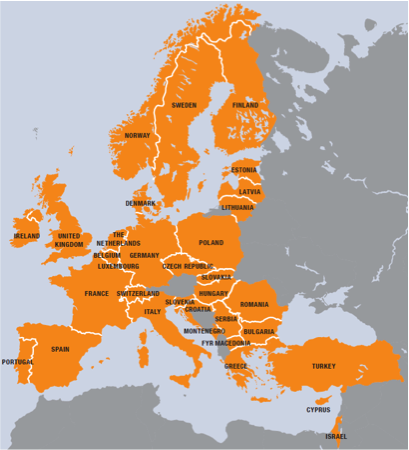 SWEDEN
FINLAND
NORWAY
ESTONIA
LATVIA
DENMARK
LITHUANIA
IRELAND
UNITED
KINGDOM
THE
NETHERLANDS
POLAND
BELGIUM
GERMANY
LUXEMBOURG
CZECH REPUBLIC
SLOVAKIA
FRANCE
SWITZERLAND
HUNGARY
SLOVENIA
ROMANIA
CROATIA
ITALY
SERBIA
MONTENEGRO
BULGARIA
FYR MACEDONIA
SPAIN
PORTUGAL
GREECE
TURKEY
CYPRUS
ISRAEL